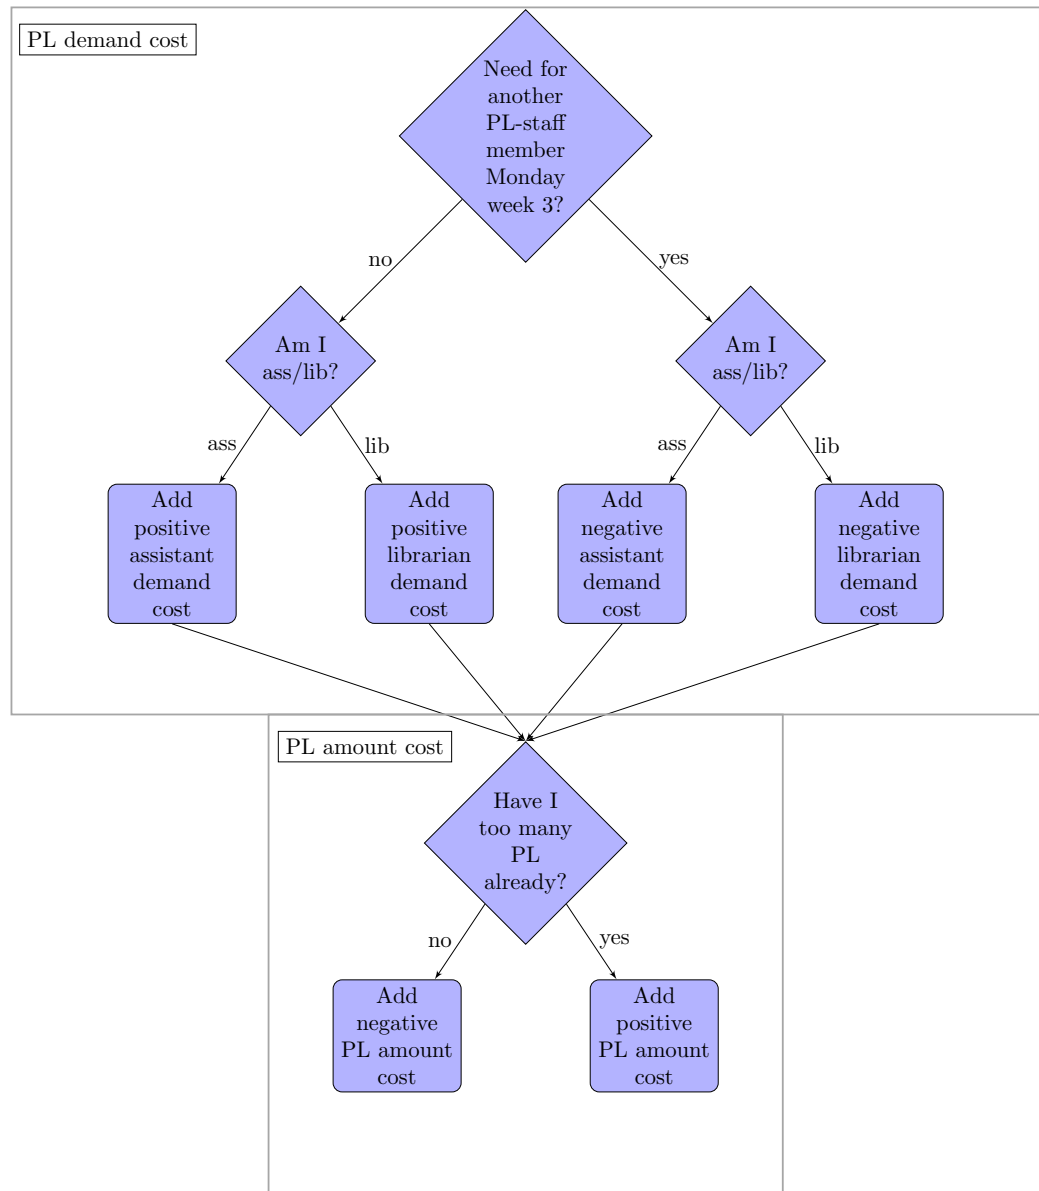 PL demand cost
Need for
another
PL-staff
member
Monday
week 3?
no
yes
Am I
ass/lib?
Am I
ass/lib?
ass
lib
ass
lib
Add
positive
assistant
demand
cost
Add
positive
librarian
demand
cost
Add
negative
assistant
demand
cost
Add
negative
librarian
demand
cost
PL amount cost
Have I
too many
PL
already?
no
yes
Add
negative
PL amount
cost
Add
positive
PL amount
cost